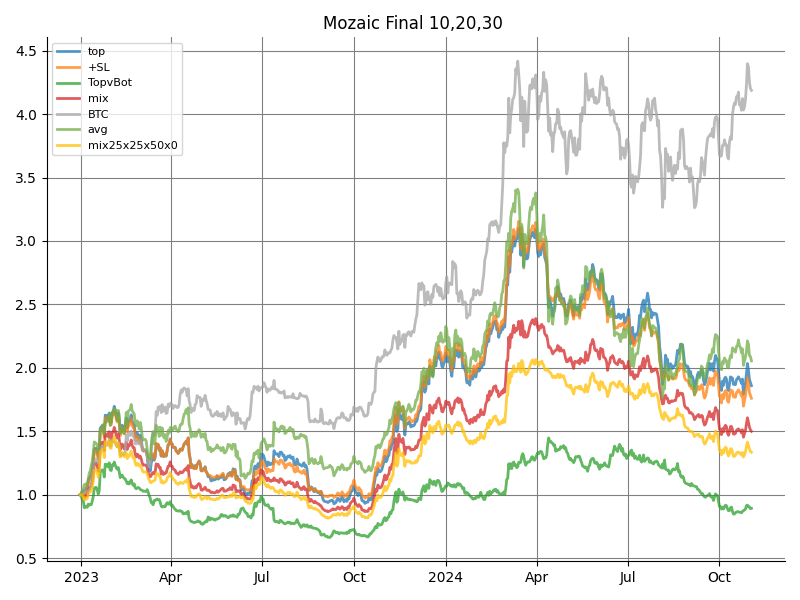 Mozaic Final 10,20,30
4.5
4.0
3.5
3.0
2.5
2.0
1.5
1.0
0.5
top
+SL
TopvBot
mix
BTC
avg
mix25x25x50x0
2023 Apr Jul Oct 2024 Apr Jul Oct